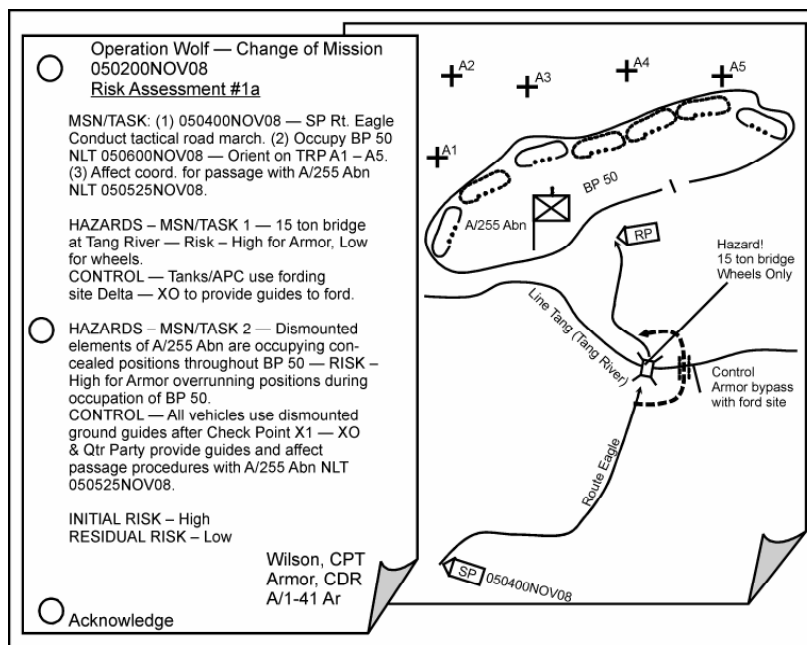 Operation Wolf — Change of Mission
050200NOV08
Risk Assessment #1a
MSN/TASK: (1) 050400NOV08 — SP Rt. Eagle
Conduct tactical road march. (2) Occupy BP 50
NLT 050600NOV08 — Orient on TRP A1 – A5.
(3) Affect coord. for passage with A/255 Abn
NLT 050525NOV08.
HAZARDS – MSN/TASK 1 — 15 ton bridge
at Tang River — Risk – High for Armor, Low
for wheels.
CONTROL — Tanks/APC use fording
site Delta — XO to provide guides to ford.
HAZARDS – MSN/TASK 2 — Dismounted
elements of A/255 Abn are occupying con-
cealed positions throughout BP 50 — RISK –
High for Armor overrunning positions during
occupation of BP 50.
CONTROL — All vehicles use dismounted
ground guides after Check Point X1 — XO
& Qtr Party provide guides and affect
passage procedures with A/255 Abn NLT
050525NOV08.
INITIAL RISK – High
RESIDUAL RISK – Low
Wilson, CPT
Armor, CDR
A/1-41 Ar
Acknowledge
A2
A3
A4
A5
A1
BP 50
I
A/255 Abn
RP
Hazard!
15 ton bridge
Wheels Only
Line Tang (Tang River)
Control
Armor bypass
with ford site
Route Eagle
SP
050400NOV08